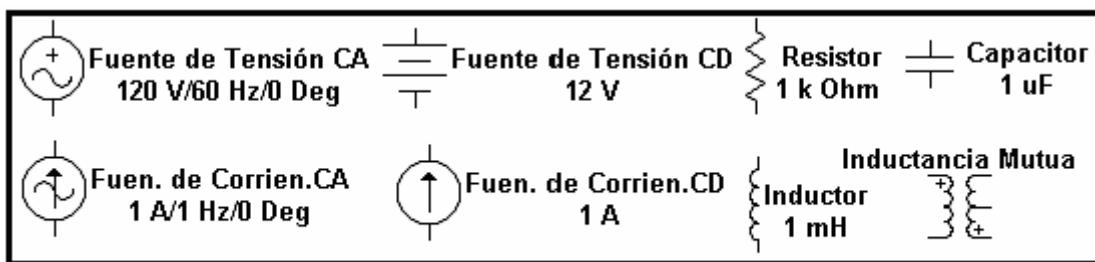 Fuente de Tensión CA
120 V/60 Hz/0 Deg
Fuente de Tensión CD
12 V
Resistor
1 k Ohm
Capacitor
1 uF
Fuen. de Corrien.CA
1 A/1 Hz/0 Deg
Fuen. de Corrien.CD
1 A
Inductor
1 mH
Inductancia Mutua